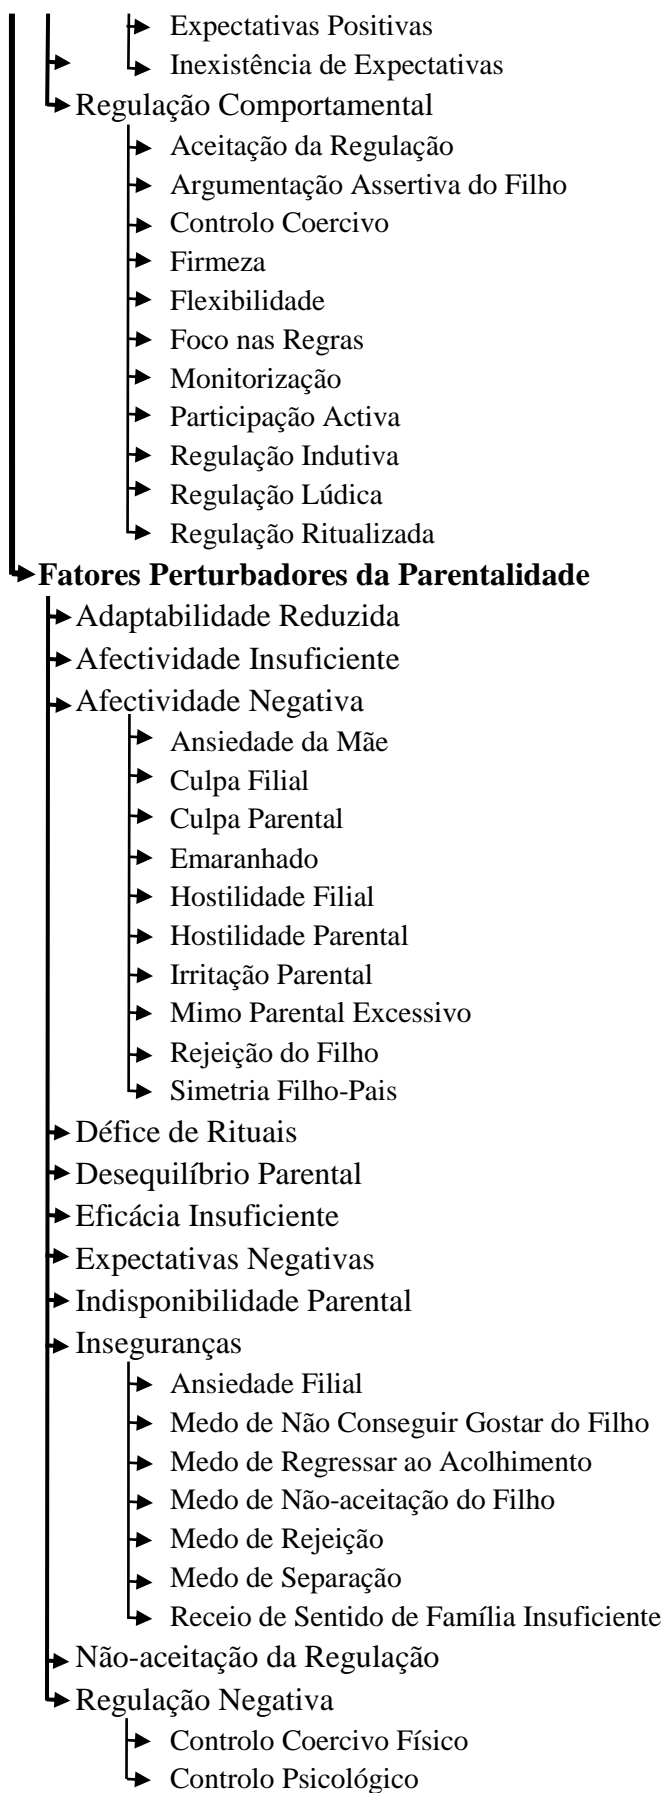 Expectativas Positivas
Inexistência de Expectativas
Regulação Comportamental
Aceitação da Regulação
Argumentação Assertiva do Filho
Controlo Coercivo
Firmeza
Flexibilidade
Foco nas Regras
Monitorização
Participação Activa
Regulação Indutiva
Regulação Lúdica
Regulação Ritualizada
Fatores Perturbadores da Parentalidade
Adaptabilidade Reduzida
Afectividade Insuficiente
Afectividade Negativa
Ansiedade da Mãe
Culpa Filial
Culpa Parental
Emaranhado
Hostilidade Filial
Hostilidade Parental
Irritação Parental
Mimo Parental Excessivo
Rejeição do Filho
Simetria Filho-Pais
Défice de Rituais
Desequilíbrio Parental
Eficácia Insuficiente
Expectativas Negativas
Indisponibilidade Parental
Inseguranças
Ansiedade Filial
Medo de Não Conseguir Gostar do Filho
Medo de Regressar ao Acolhimento
Medo de Não-aceitação do Filho
Medo de Rejeição
Medo de Separação
Receio de Sentido de Família Insuficiente
Não-aceitação da Regulação
Regulação Negativa
Controlo Coercivo Físico
Controlo Psicológico